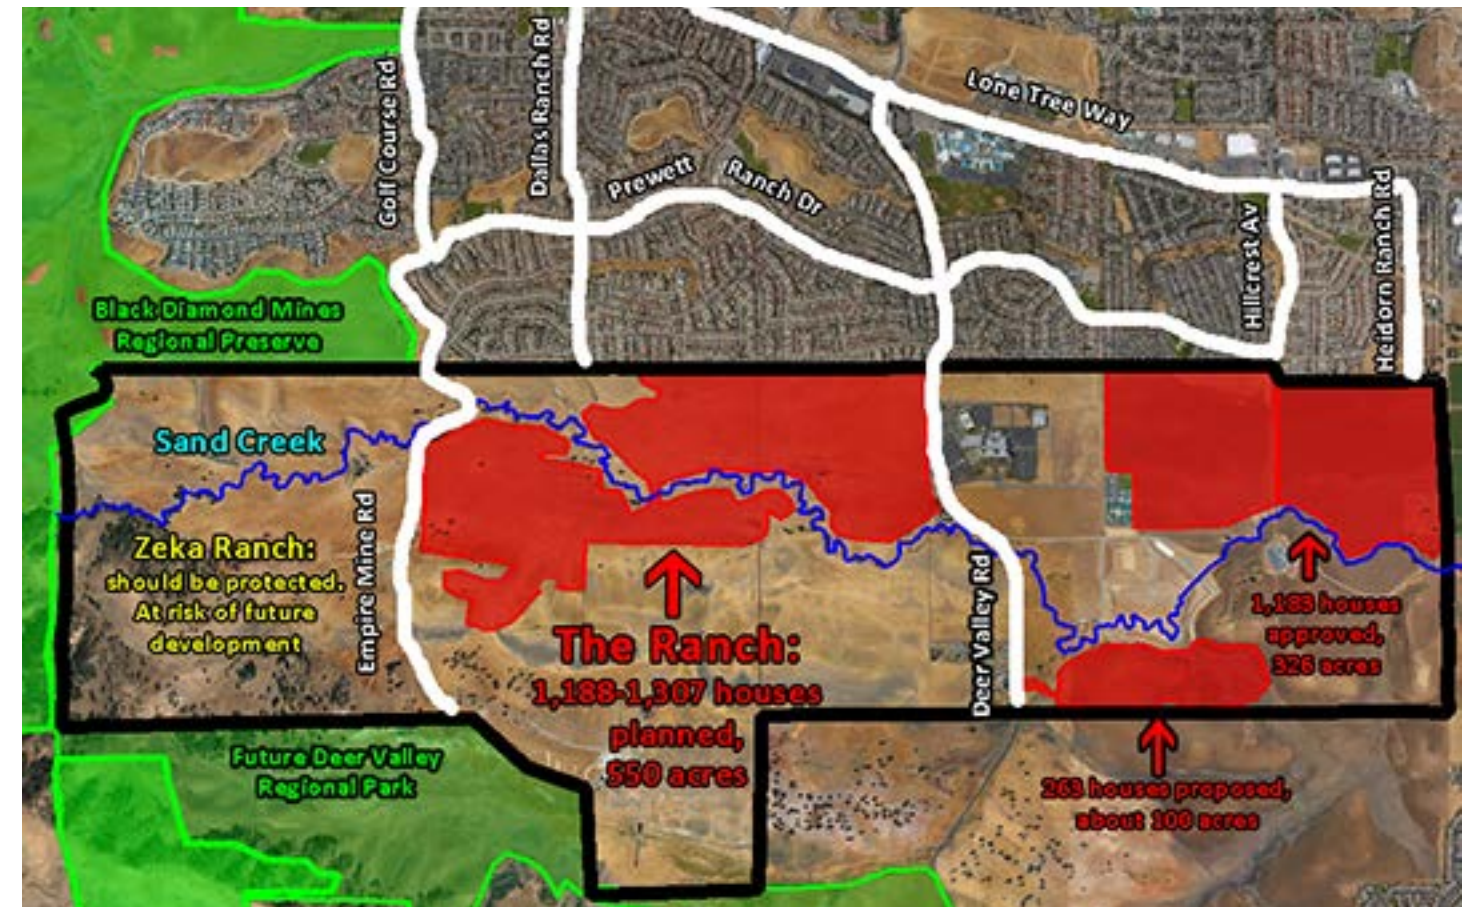 Golf Course Rd
Dallas Ranch Rd
Lone Tree Way
Prewett
Ranch Dr
Hillcrest Av
Heidorn Ranch Rd
Black Diamond Mines
Regional Preserve
Sand Creek
Zeka Ranch:
should be protected.
At risk of future
development
Empire Mine Rd
The Ranch:
1,188-1,307 houses
planned,
550 acres
Deer Valley Rd
1,183 houses
approved,
326 acres
Future Deer Valley
Regional Park
263 houses proposed,
about 100 acres